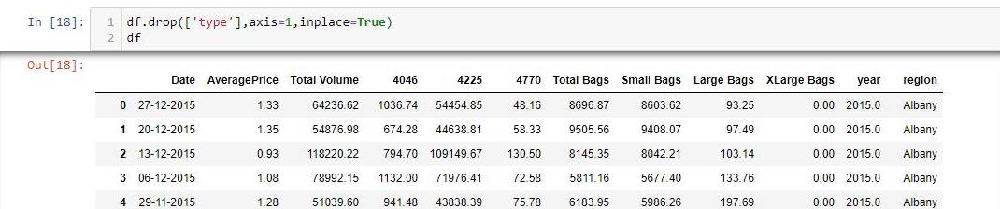 In [18]: 1 df.drop(['type'],axis=1,inplace=True)
2 df
Out[18]:
Date AveragePrice Total Volume 4046 4225 4770 Total Bags Small Bags Large Bags XLarge Bags year region
0 27-12-2015 1.33 64236.62 1036.74 54454.85 48.16 8696.87 8603.62 93.25 0.00 2015.0 Albany
1 20-12-2015 1.35 54876.98 674.28 44638.81 58.33 9505.56 9408.07 97.49 0.00 2015.0 Albany
2 13-12-2015 0.93 118220.22 794.70 109149.67 130.50 8145.35 8042.21 103.14 0.00 2015.0 Albany
3 06-12-2015 1.08 78992.15 1132.00 71976.41 72.58 5811.16 5677.40 133.76 0.00 2015.0 Albany
4 29-11-2015 1.28 51039.60 941.48 43838.39 75.78 6183.95 5986.26 197.69 0.00 2015.0 Albany